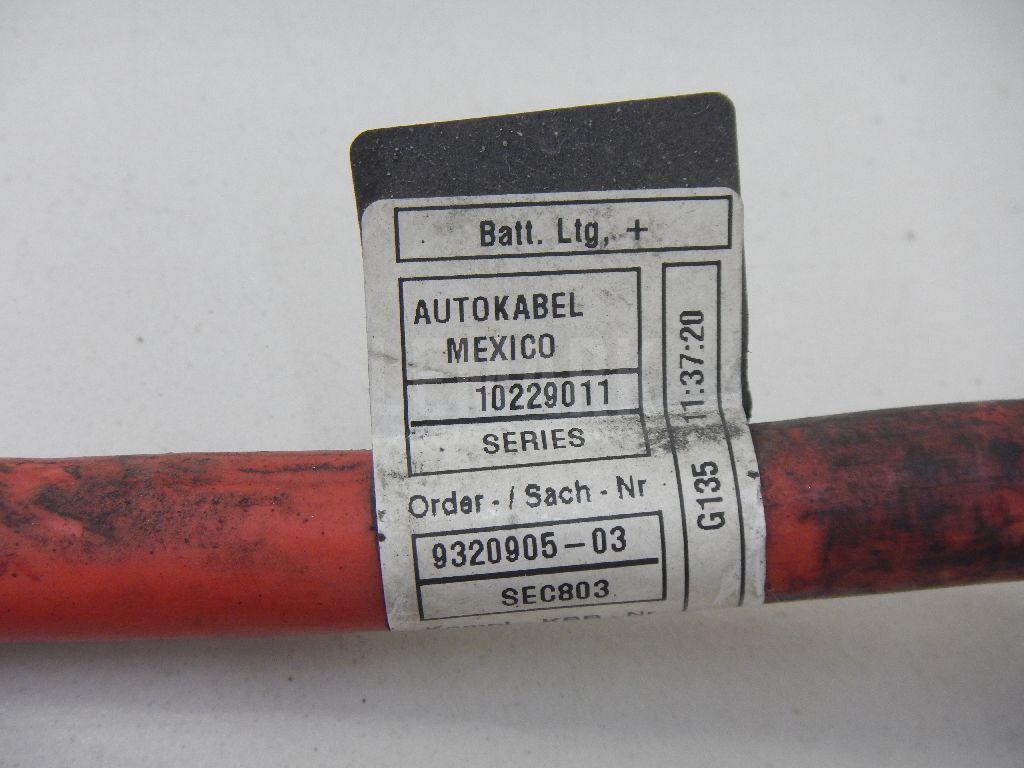 Batt. Ltg, +
AUTOKABEL
MEXICO
10229011
SERIES
Order - / Sach - Nr
9320905-03
SEC803
G135 11:37:20